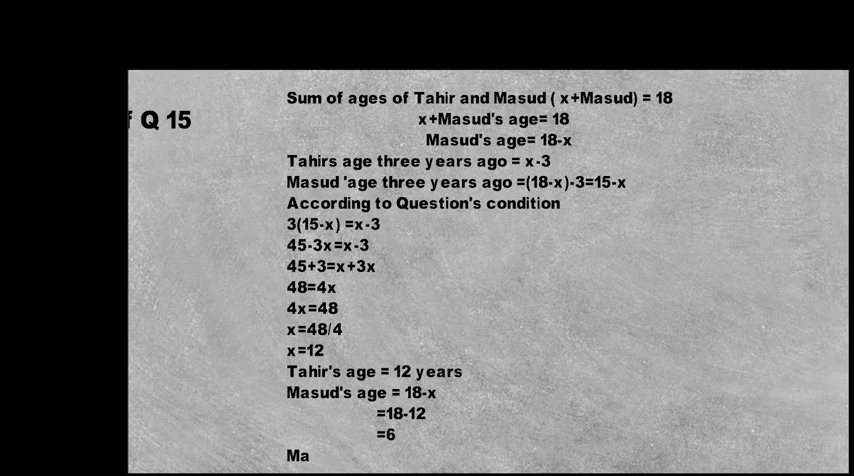 Q 15
Sum of ages of Tahir and Masud ( x+Masud) = 18
x+Masud's age= 18
Masud's age= 18-x
Tahirs age three years ago = x-3
Masud 'age three years ago =(18-x)-3=15-x
According to Question's condition
3(15-x) =x-3
45-3x=x-3
45+3=x+3x
48=4x
4x=48
x=48/4
x=12
Tahir's age = 12 years
Masud's age = 18-x
=18-12
=6
Ma